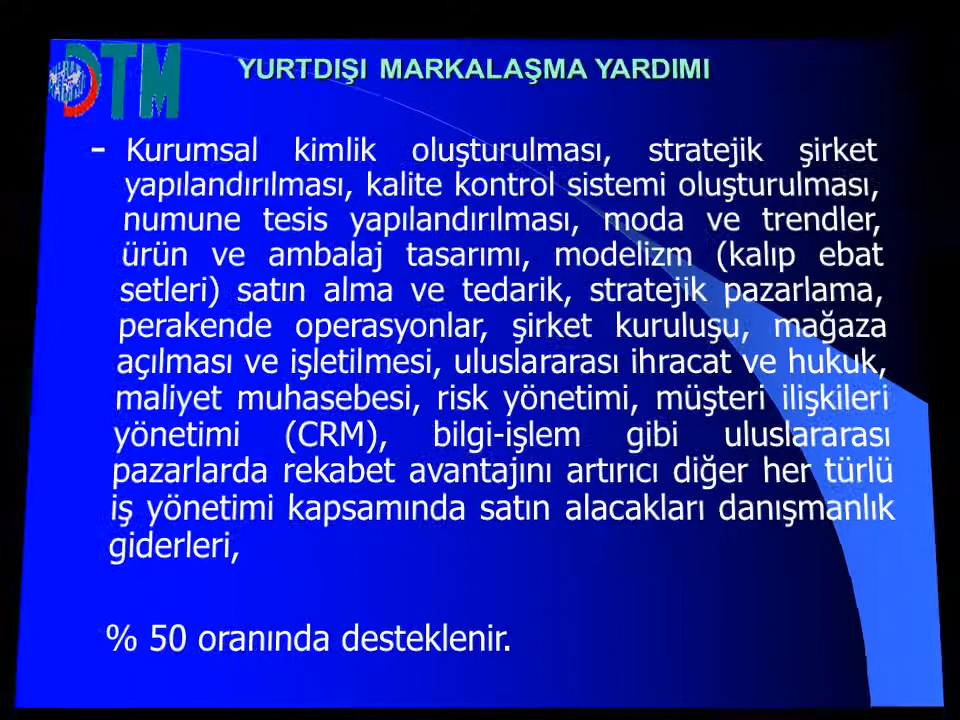 DTM
YURTDIŞI MARKALAŞMA YARDIMI
- Kurumsal kimlik oluşturulması, stratejik şirket
yapılandırılması, kalite kontrol sistemi oluşturulması,
numune tesis yapılandırılması, moda ve trendler,
ürün ve ambalaj tasarımı, modelizm (kalıp ebat
setleri) satın alma ve tedarik, stratejik pazarlama,
perakende operasyonlar, şirket kuruluşu, mağaza
açılması ve işletilmesi, uluslararası ihracat ve hukuk,
maliyet muhasebesi, risk yönetimi, müşteri ilişkileri
yönetimi (CRM), bilgi-işlem gibi uluslararası
pazarlarda rekabet avantajını artırıcı diğer her türlü
iş yönetimi kapsamında satın alacakları danışmanlık
giderleri,
% 50 oranında desteklenir.